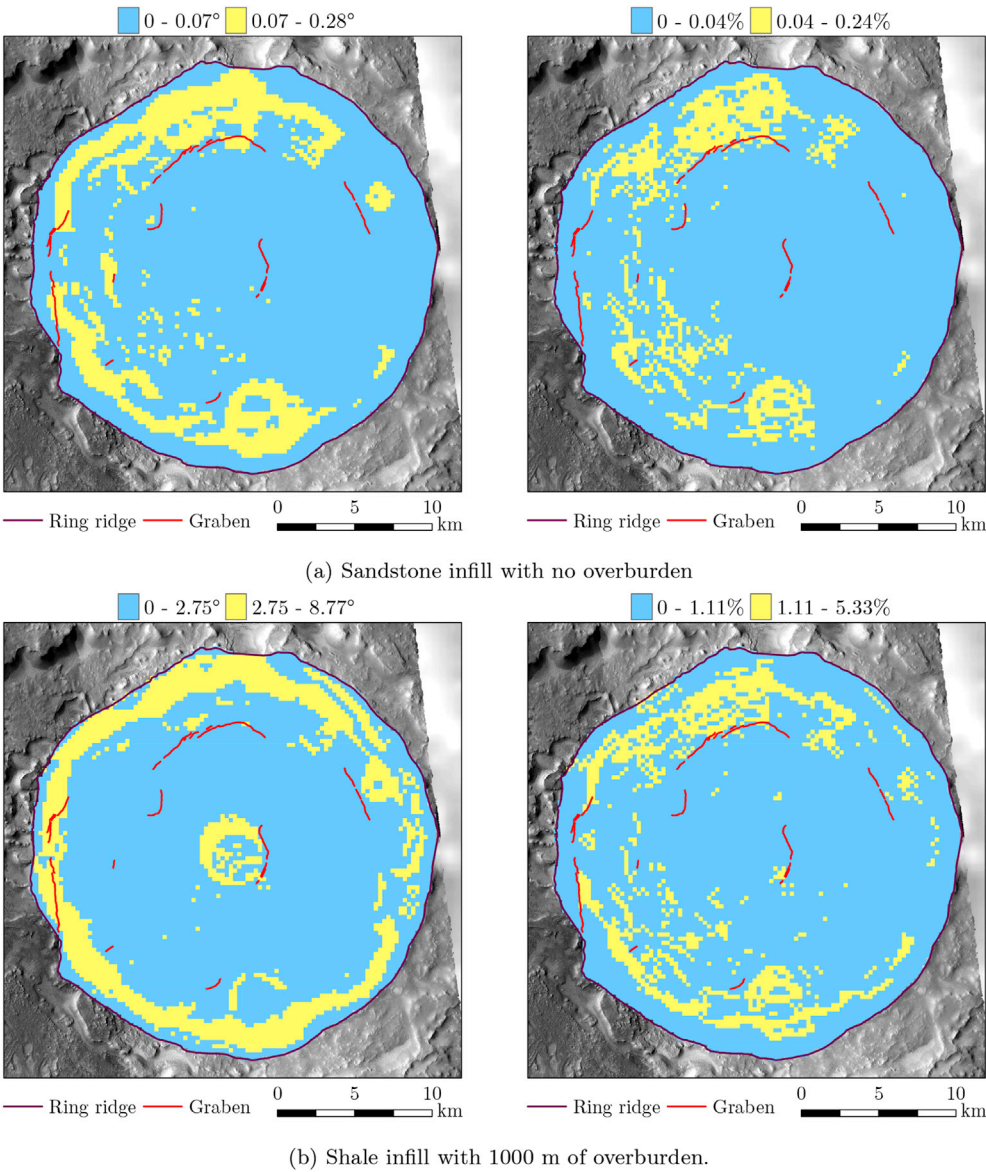 0 - 0.07° 0.07 - 0.28° 0 - 0.04% 0.04 - 0.24%
Ring ridge Graben 0 5 10 km Ring ridge Graben 0 5 10 km
(a) Sandstone infill with no overburden
0 - 2.75° 2.75 - 8.77° 0 - 1.11% 1.11 - 5.33%
Ring ridge Graben 0 5 10 km Ring ridge Graben 0 5 10 km
(b) Shale infill with 1000 m of overburden.